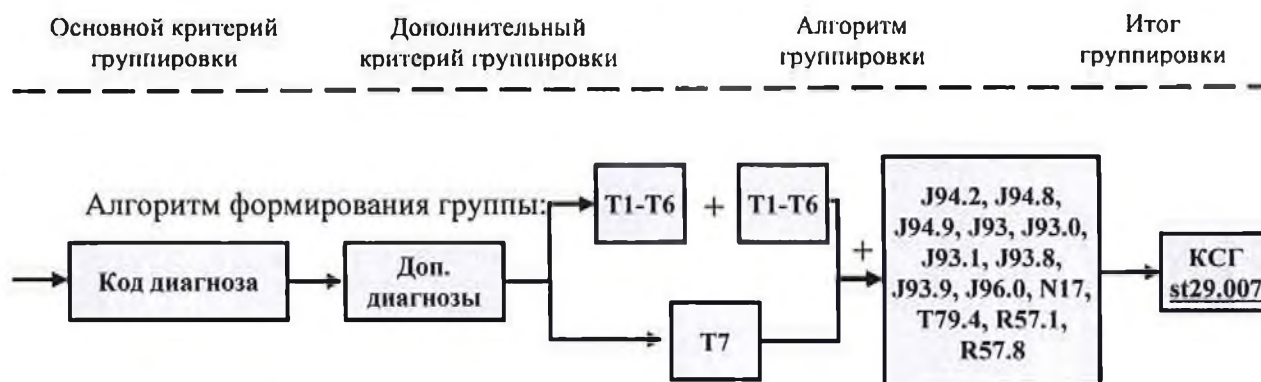 Основной критерий
группировки
Дополнительный
критерий группировки
Алгоритм
группировки
Итог
группировки
Алгоритм формирования группы:
Код диагноза
Доп.
диагнозы
T1-T6
+
T1-T6
T7
+
J94.2, J94.8,
J94.9, J93, J93.0,
J93.1, J93.8,
J93.9, J96.0, N17,
T79.4, R57.1,
R57.8
КСГ
st29.007